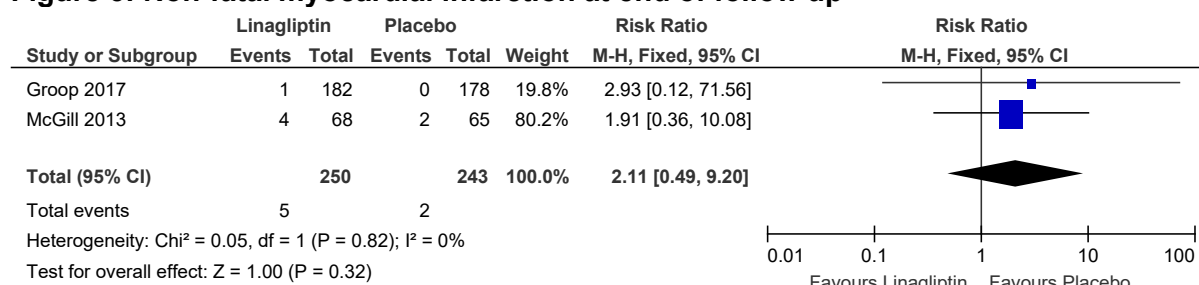 Linagliptin Placebo Risk Ratio Risk Ratio
Study or Subgroup Events Total Events Total Weight M-H, Fixed, 95% CI M-H, Fixed, 95% CI
Groop 2017 1 182 0 178 19.8% 2.93 [0.12, 71.56]
McGill 2013 4 68 2 65 80.2% 1.91 [0.36, 10.08]
Total (95% CI) 250 243 100.0% 2.11 [0.49, 9.20]
Total events 5 2
Heterogeneity: Chi² = 0.05, df = 1 (P = 0.82); I² = 0%
Test for overall effect: Z = 1.00 (P = 0.32)
0.01 0.1 1 10 100
Favours Linagliptin Favours Placebo